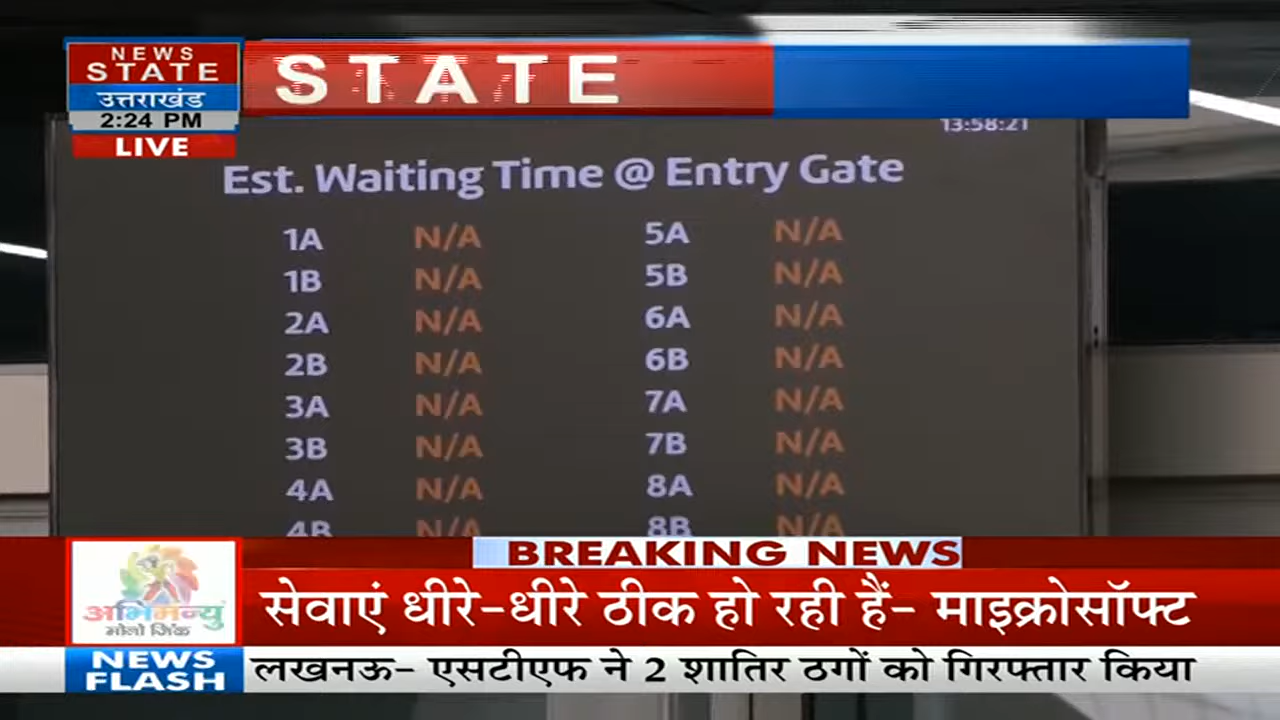 NEWS
STATE
उत्तराखंड
2:24 PM
LIVE
STATE
13:58:21
Est. Waiting Time @ Entry Gate
1A N/A 5A N/A
1B N/A 5B N/A
2A N/A 6A N/A
2B N/A 6B N/A
3A N/A 7A N/A
3B N/A 7B N/A
4A N/A 8A N/A
4B N/A 8B N/A
BREAKING NEWS
अभिमन्यु
सेवाएं धीरे-धीरे ठीक हो रही हैं- माइक्रोसॉफ्ट
NEWS
FLASH
लखनऊ- एसटीएफ ने 2 शातिर ठगों को गिरफ्तार किया